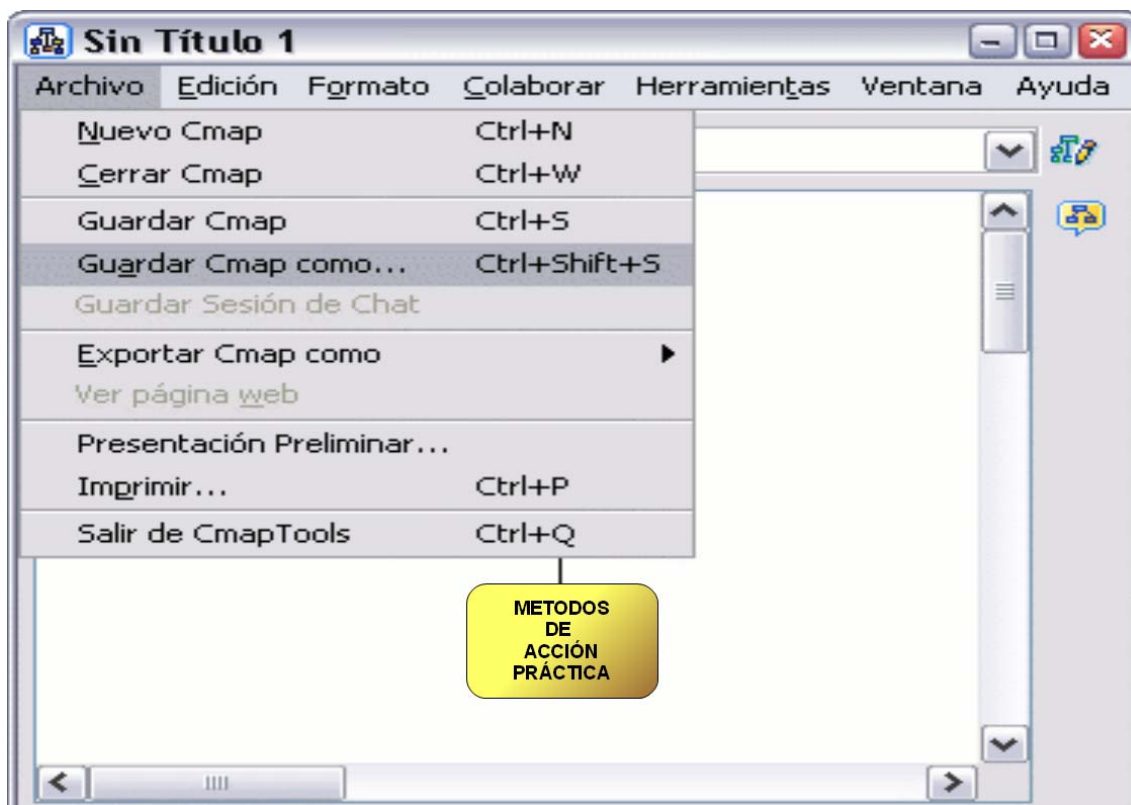 Sin Título 1
Archivo Edición Formato Colaborar Herramientas Ventana Ayuda
Nuevo Cmap Ctrl+N
Cerrar Cmap Ctrl+W
Guardar Cmap Ctrl+S
Guardar Cmap como... Ctrl+Shift+S
Guardar Sesión de Chat
Exportar Cmap como
Ver página web
Presentación Preliminar...
Imprimir... Ctrl+P
Salir de CmapTools Ctrl+Q
METODOS
DE
ACCIÓN
PRÁCTICA